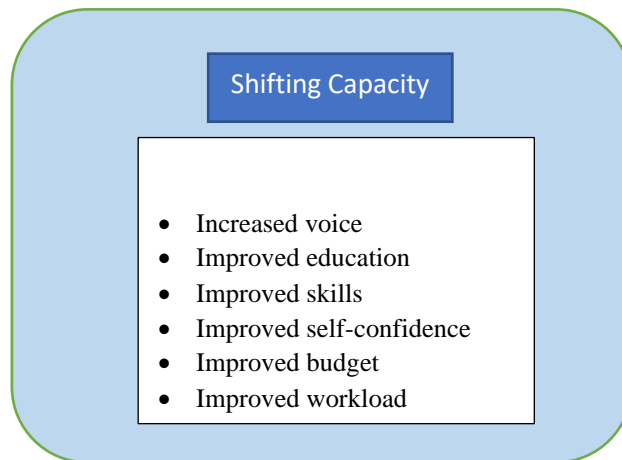 Shifting Capacity
• Increased voice
• Improved education
• Improved skills
• Improved self-confidence
• Improved budget
• Improved workload